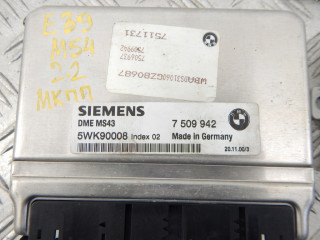 E39
M54
2.2
МКПП
7511731
7509942
SIEMENS
DME MS43
7 509 942
5WK90008 Index 02
Made in Germany
20.11.00/3